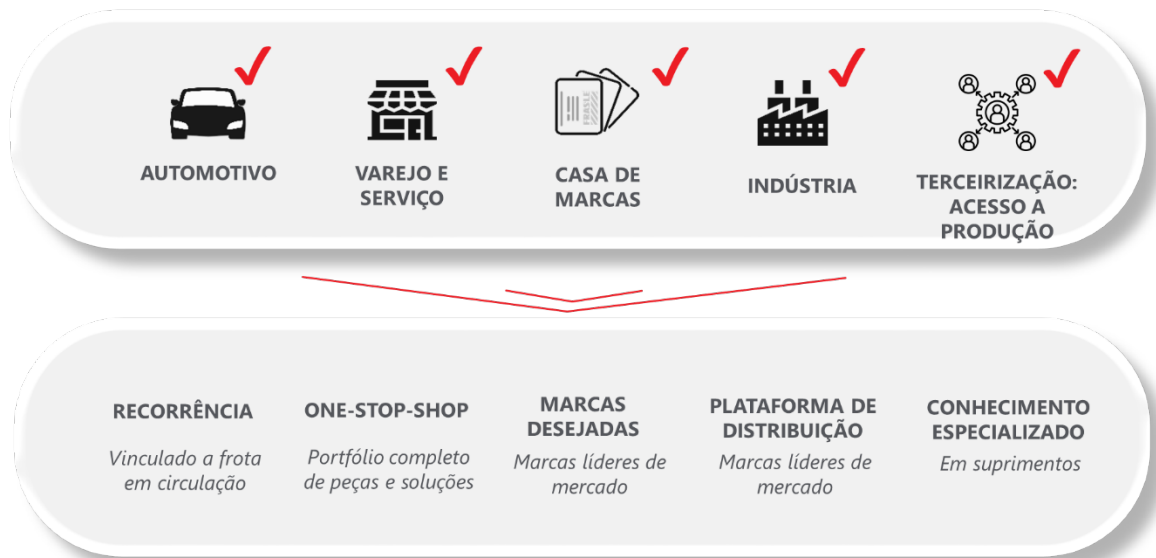 FRASLE
AUTOMOTIVO
VAREJO E
SERVIÇO
CASA DE
MARCAS
INDÚSTRIA
TERCEIRIZAÇÃO:
ACESSO A
PRODUÇÃO
RECORRÊNCIA
Vinculado a frota
em circulação
ONE-STOP-SHOP
Portfólio completo
de peças e soluções
MARCAS
DESEJADAS
Marcas líderes de
mercado
PLATAFORMA DE
DISTRIBUIÇÃO
Marcas líderes de
mercado
CONHECIMENTO
ESPECIALIZADO
Em suprimentos